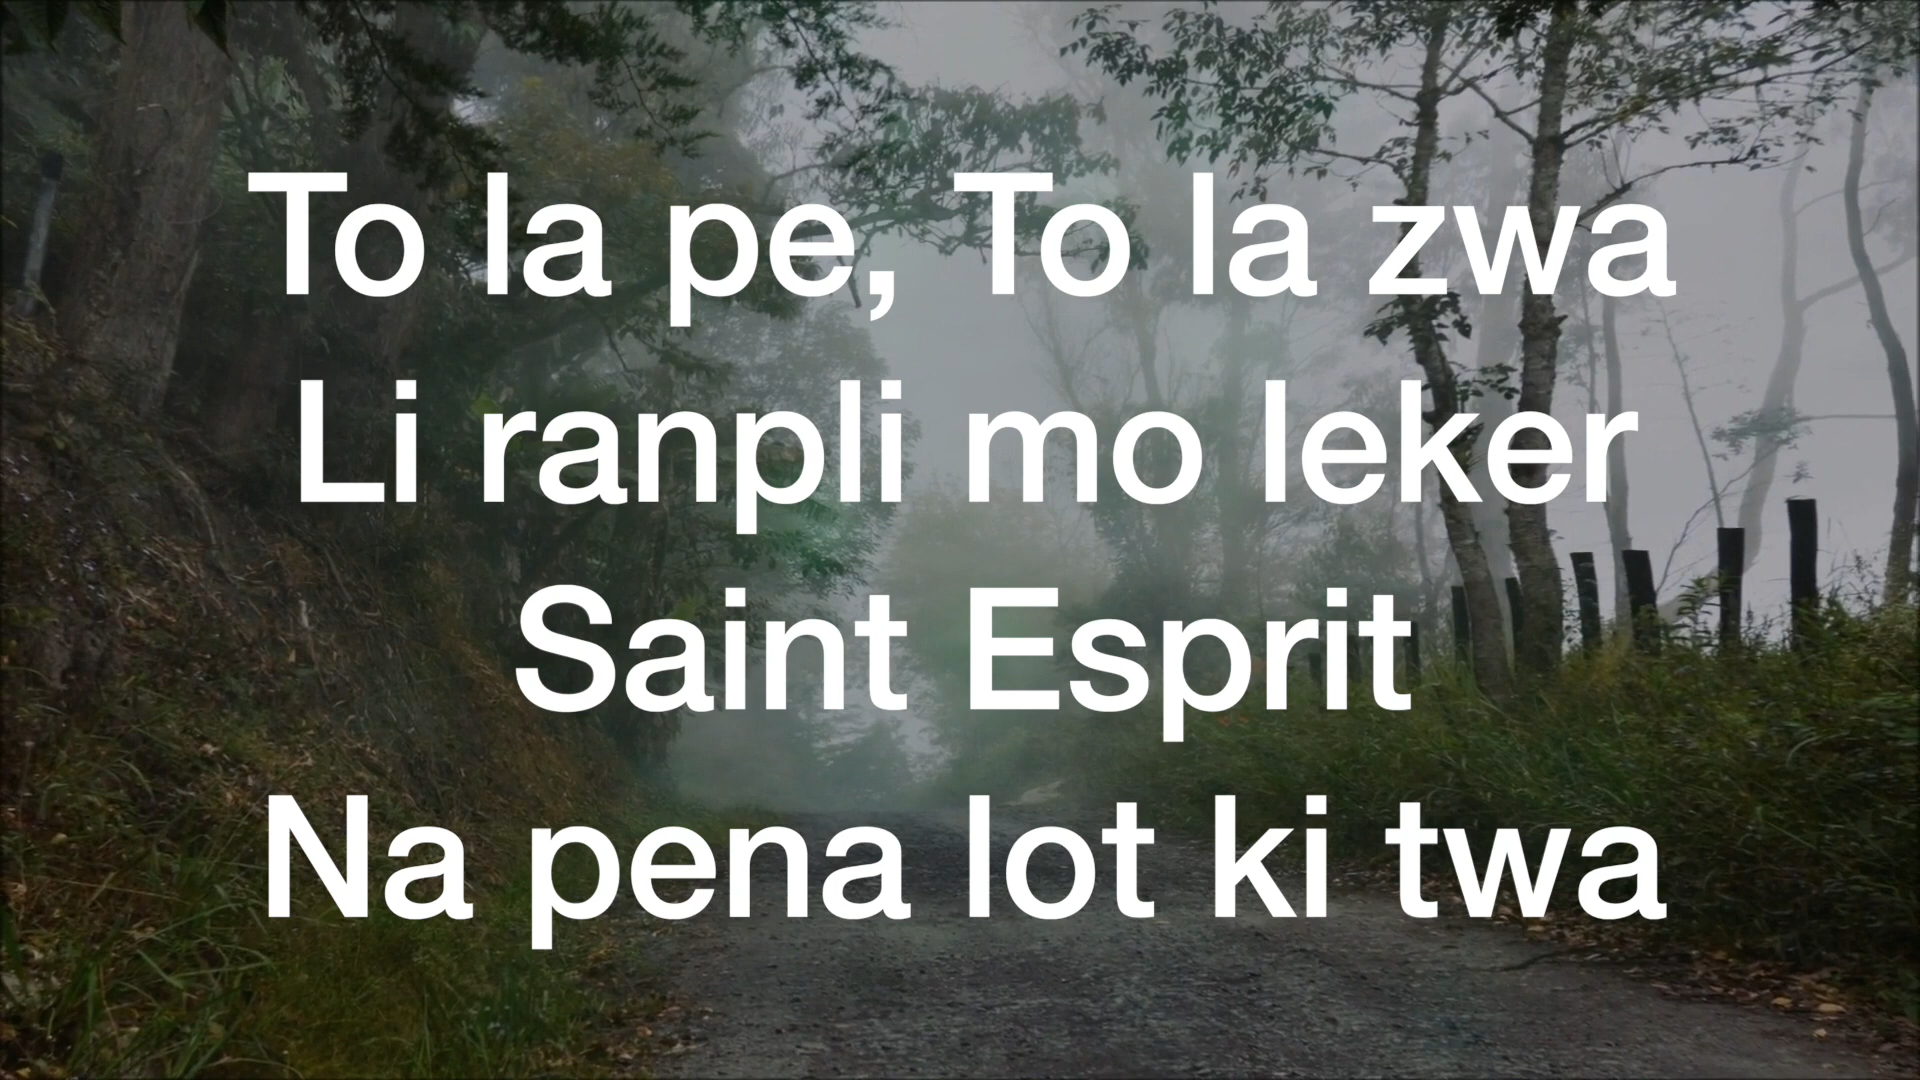 To la pe, To la zwa
Li ranpli mo leker
Saint Esprit
Na pena lot ki twa